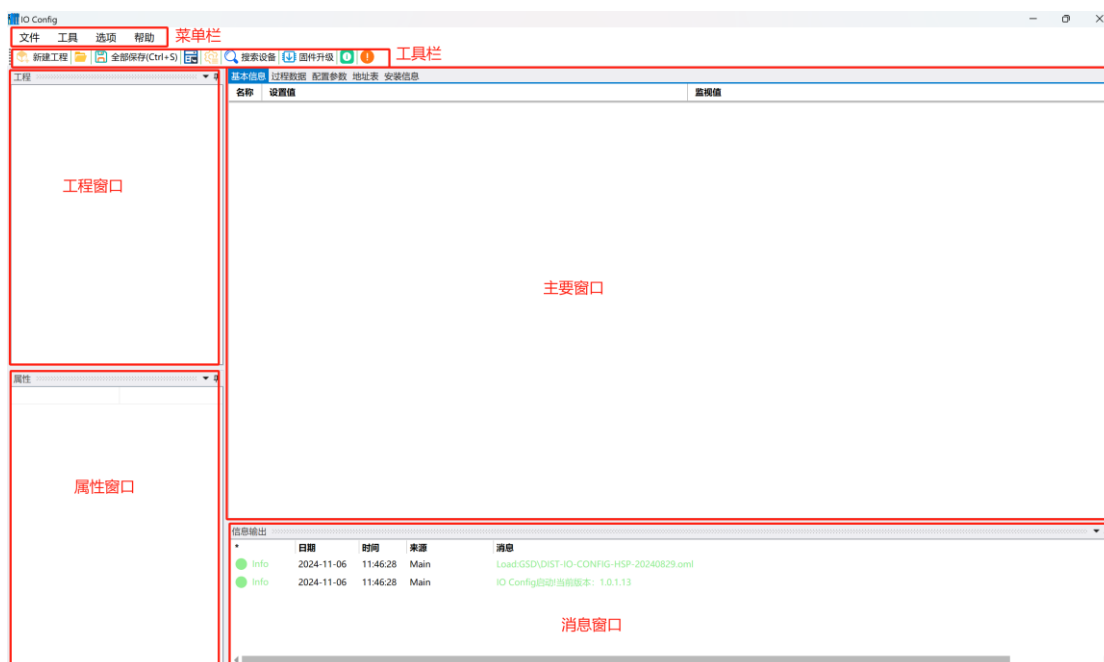 IO Config
文件 工具 选项 帮助 菜单栏
新建工程 全部保存(Ctrl+S) 搜索设备 固件升级 工具栏
工程
基本信息 过程数据 配置参数 地址表 安装信息
名称 设置值 监视值
工程窗口
主要窗口
属性
属性窗口
信息输出
* 日期 时间 来源 消息
Info 2024-11-06 11:46:28 Main Load:GSD\DIST-IO-CONFIG-HSP-20240829.oml
Info 2024-11-06 11:46:28 Main IO Config启动!当前版本: 1.0.1.13
消息窗口